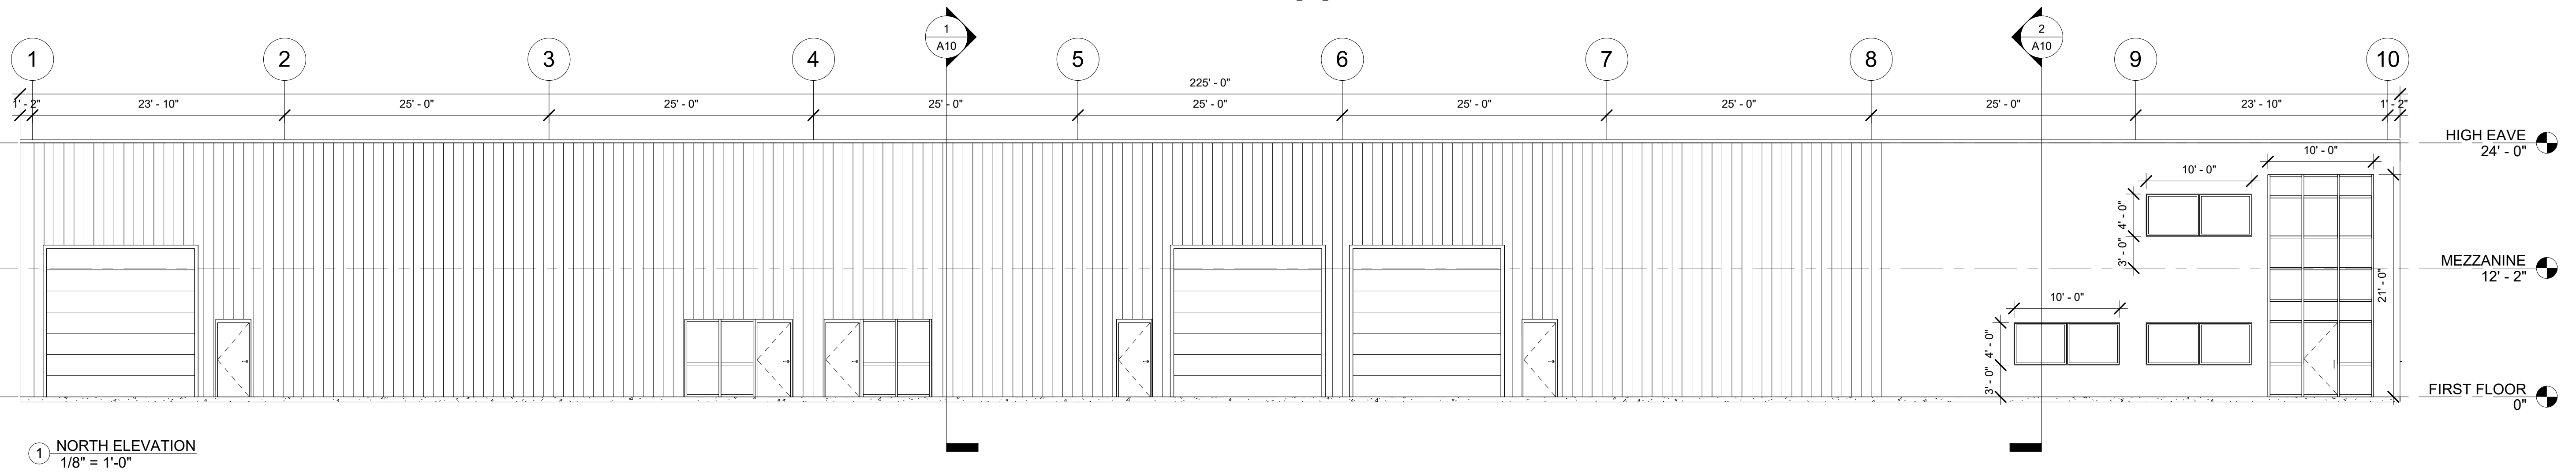 1
A10
2
A10
1
2
3
4
5
6
7
8
9
10
225' - 0"
1' - 2"
23' - 10"
25' - 0"
25' - 0"
25' - 0"
25' - 0"
25' - 0"
25' - 0"
25' - 0"
23' - 10"
1' - 2"
HIGH EAVE
24' - 0"
10' - 0"
10' - 0"
4' - 0"
3' - 0"
MEZZANINE
12' - 2"
21' - 0"
10' - 0"
4' - 0"
3' - 0"
FIRST FLOOR
0"
1
NORTH ELEVATION
1/8" = 1'-0"